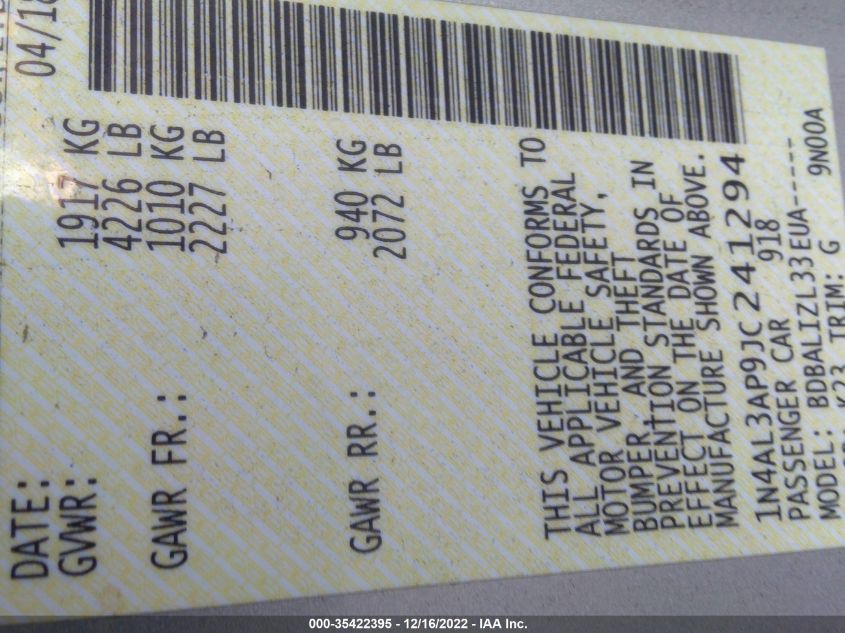 DATE: 04/18
GVWR: 1917 KG
4226 LB
GAWR FR.: 1010 KG
2227 LB
GAWR RR.: 940 KG
2072 LB
THIS VEHICLE CONFORMS TO
ALL APPLICABLE FEDERAL
MOTOR VEHICLE SAFETY,
BUMPER, AND THEFT
PREVENTION STANDARDS IN
EFFECT ON THE DATE OF
MANUFACTURE SHOWN ABOVE.
1N4AL3AP9JC241294
PASSENGER CAR 918
MODEL: BDBALIZL33EUA-----
K23 TRIM: G 9N00A
000-35422395 - 12/16/2022 - IAA Inc.